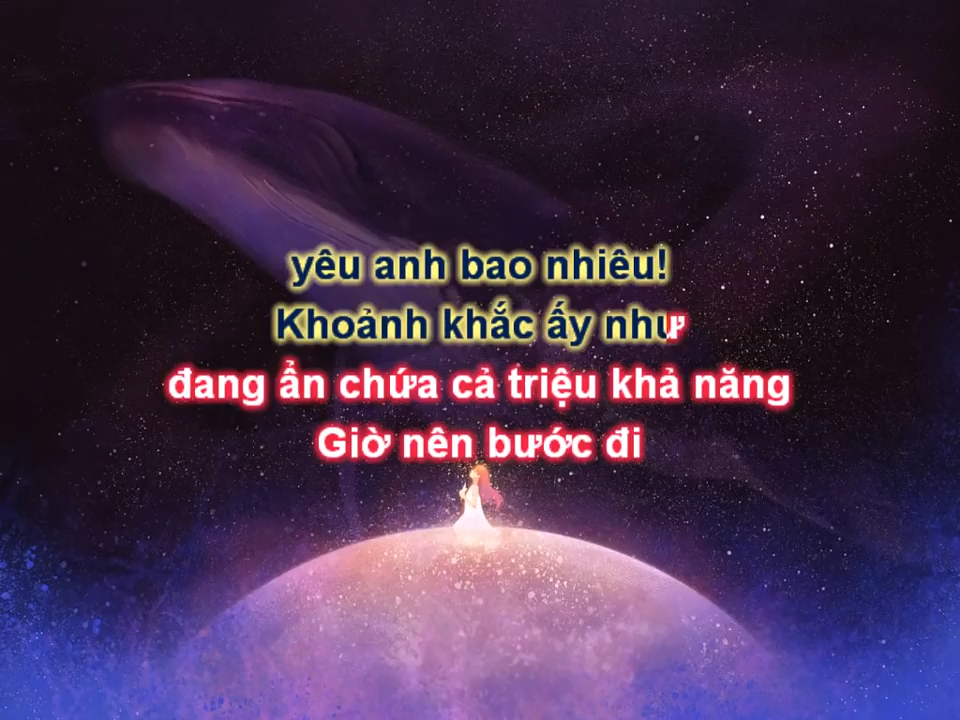 yêu anh bao nhiêu!
Khoảnh khắc ấy như
đang ẩn chứa cả triệu khả năng
Giờ nên bước đi